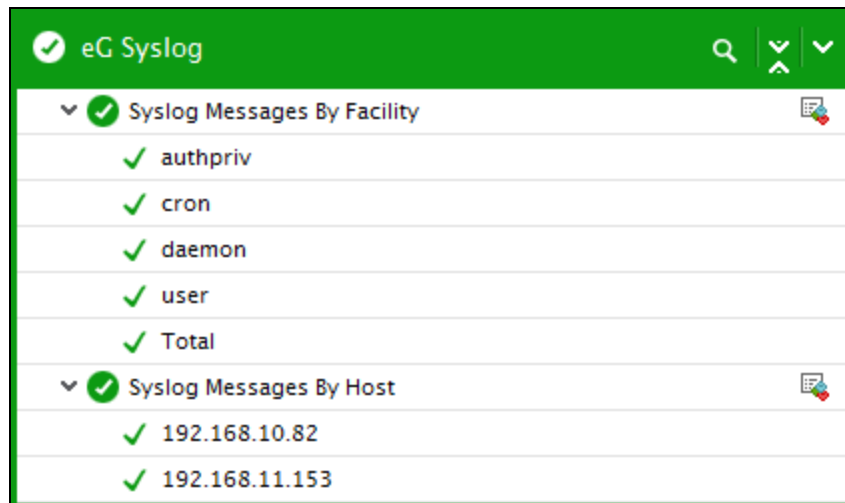 eG Syslog
Syslog Messages By Facility
authpriv
cron
daemon
user
Total
Syslog Messages By Host
192.168.10.82
192.168.11.153